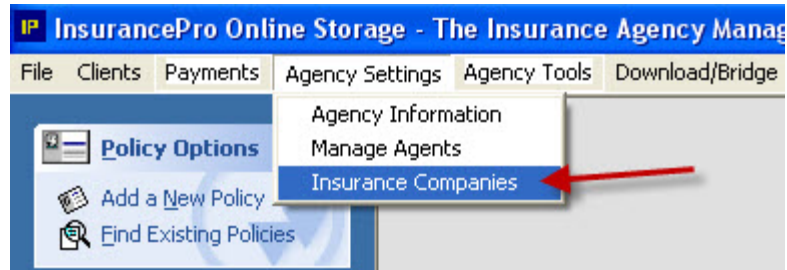 IP InsurancePro Online Storage - The Insurance Agency Manag
File Clients Payments Agency Settings Agency Tools Download/Bridge
Agency Information
Manage Agents
Insurance Companies
Policy Options
Add a New Policy
Find Existing Policies